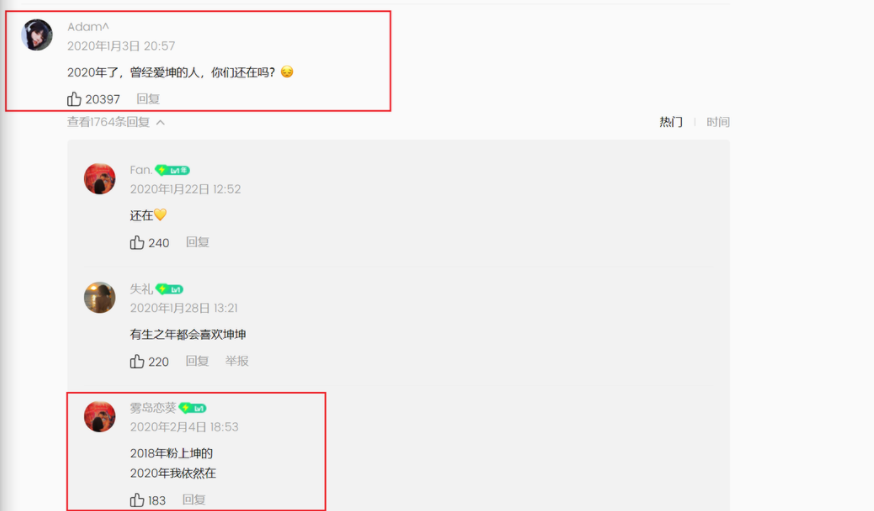 Adam^
2020年1月3日 20:57
2020年了，曾经爱坤的人，你们还在吗？😔
20397 回复
查看1764条回复 热门 | 时间
Fan. Lv1
2020年1月22日 12:52
还在💛
240 回复
失礼 Lv1
2020年1月28日 13:21
有生之年都会喜欢坤坤
220 回复 举报
雾岛恋葵 Lv1
2020年2月4日 18:53
2018年粉上坤的
2020年我依然在
183 回复